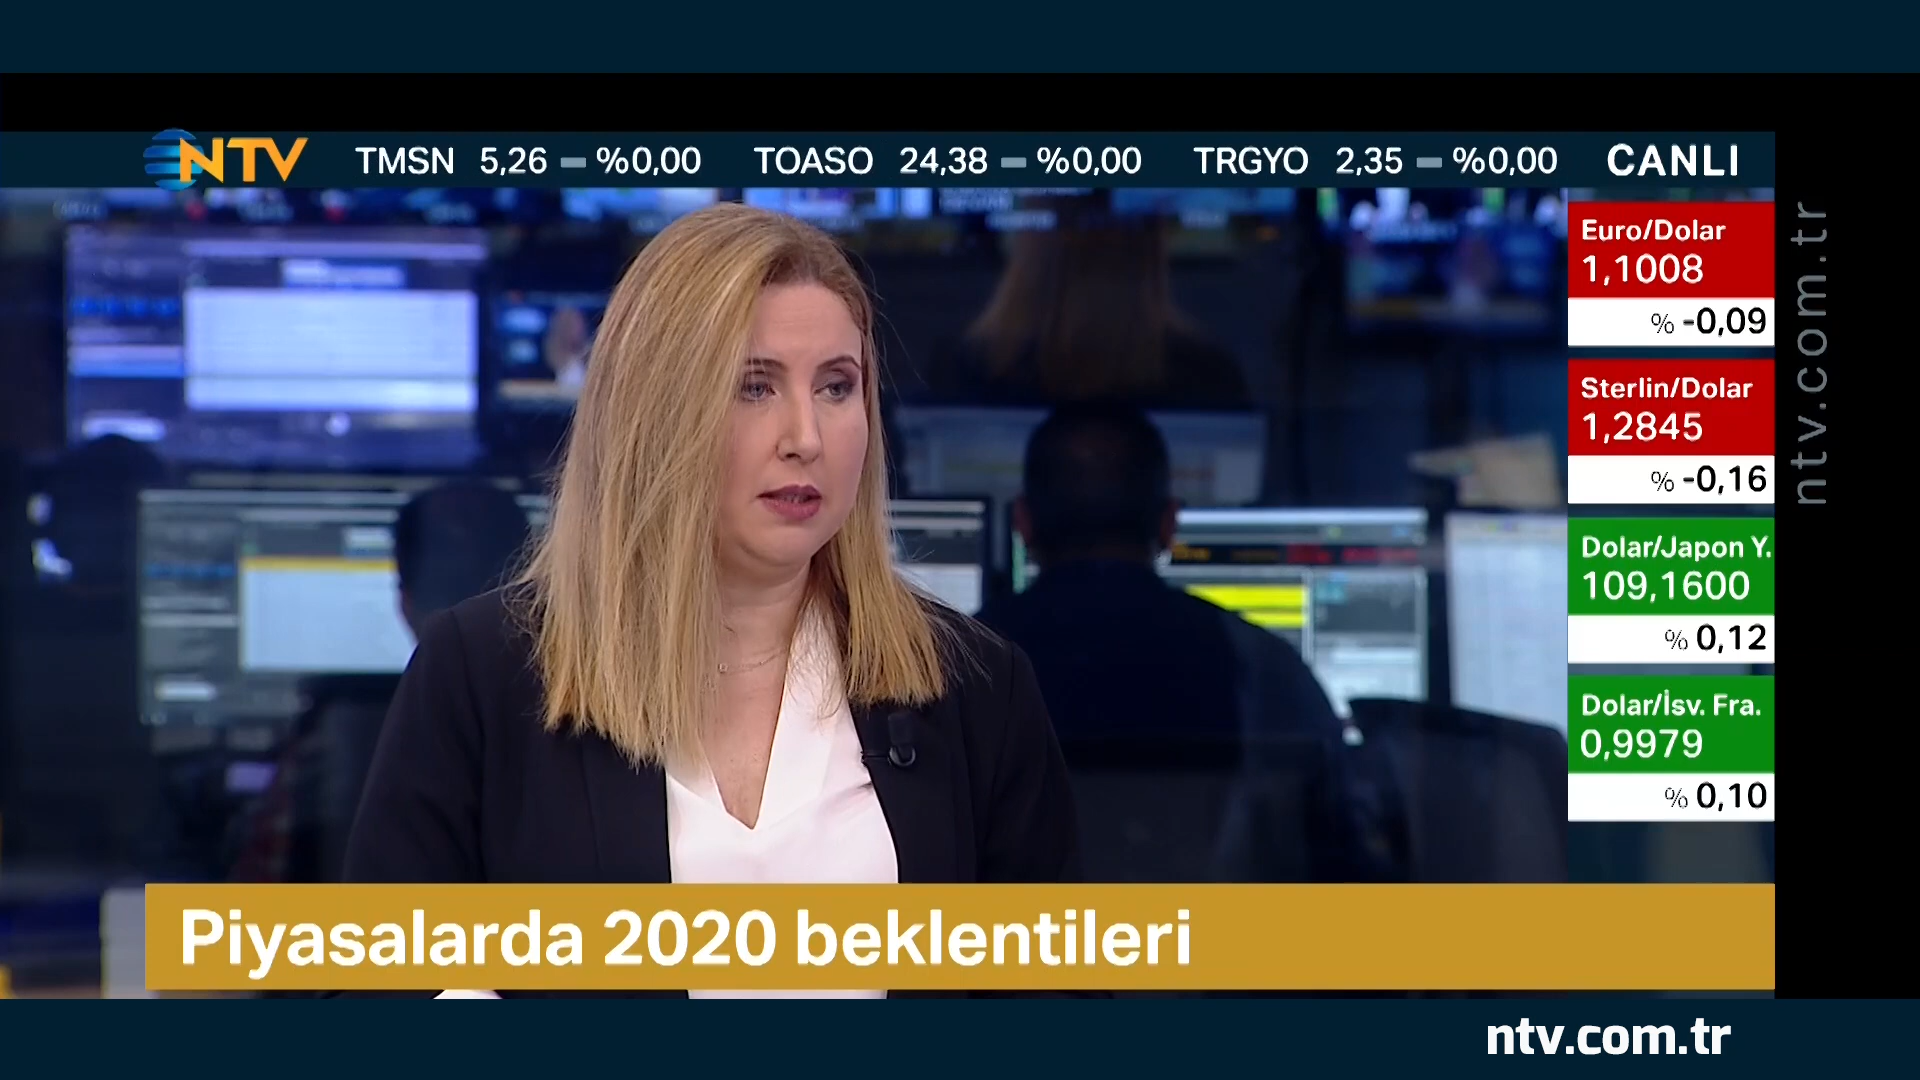 NTV
TMSN 5,26 %0,00 TOASO 24,38 %0,00 TRGYO 2,35 %0,00 CANLI
Euro/Dolar
1,1008
% -0,09
Sterlin/Dolar
1,2845
% -0,16
Dolar/Japon Y.
109,1600
% 0,12
Dolar/İsv. Fra.
0,9979
% 0,10
ntv.com.tr
Piyasalarda 2020 beklentileri
ntv.com.tr